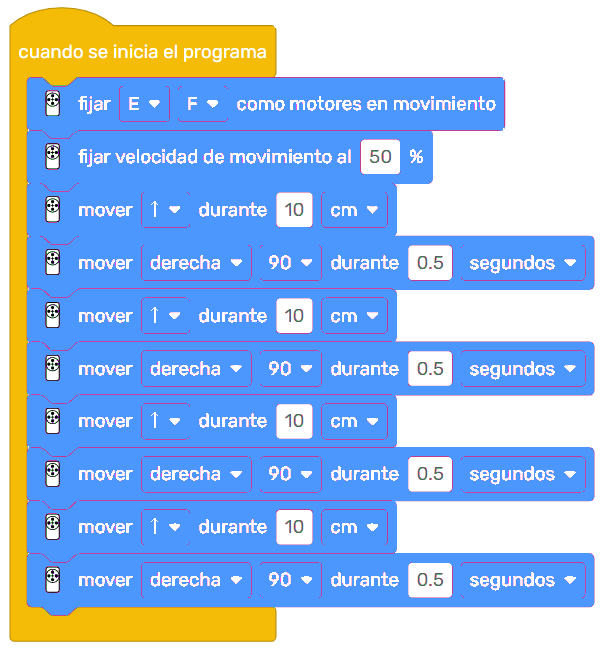 cuando se inicia el programa
fijar E F como motores en movimiento
fijar velocidad de movimiento al 50 %
mover ↑ durante 10 cm
mover derecha 90 durante 0.5 segundos
mover ↑ durante 10 cm
mover derecha 90 durante 0.5 segundos
mover ↑ durante 10 cm
mover derecha 90 durante 0.5 segundos
mover ↑ durante 10 cm
mover derecha 90 durante 0.5 segundos